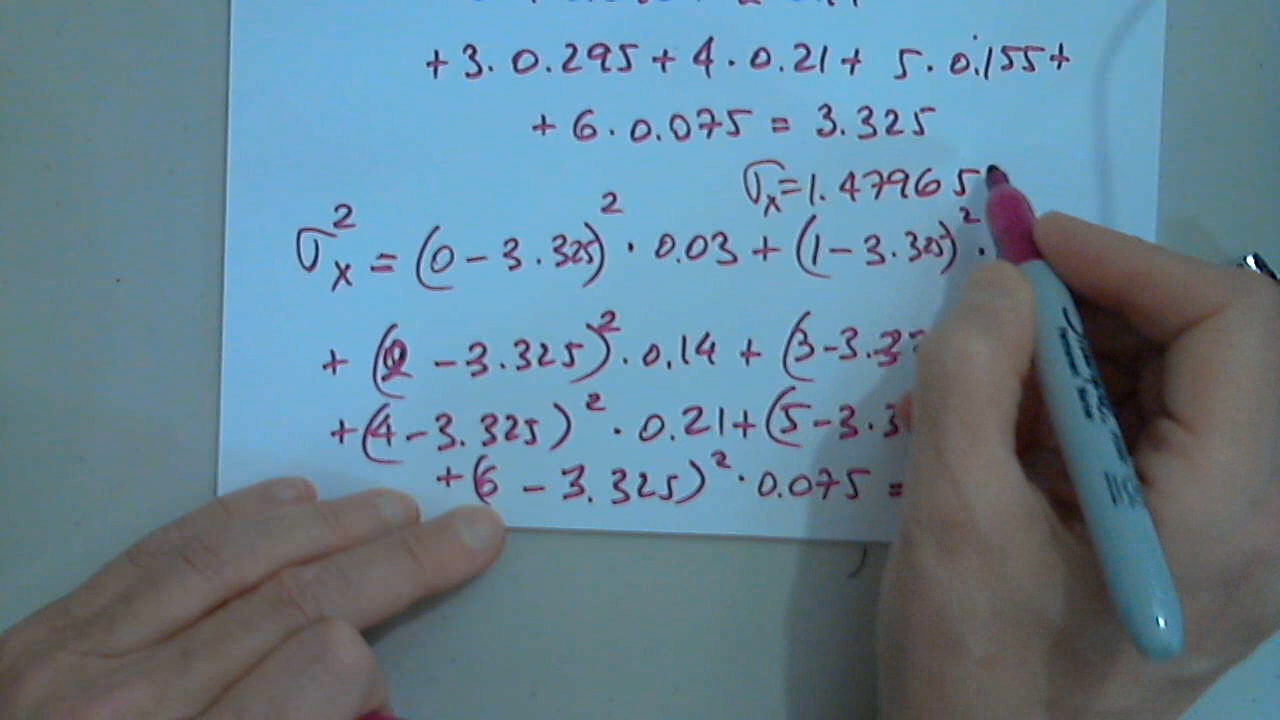 +3.0.295+4·0.21+ 5·0.155+
+6·0.075 = 3.325
σx=1.47965
σ²x = (0-3.325)²·0.03+(1-3.325)²·
+(2-3.325)²·0.14+(3-3.3
+(4-3.325)²·0.21+(5-3.3
+(6-3.325)²·0.075=